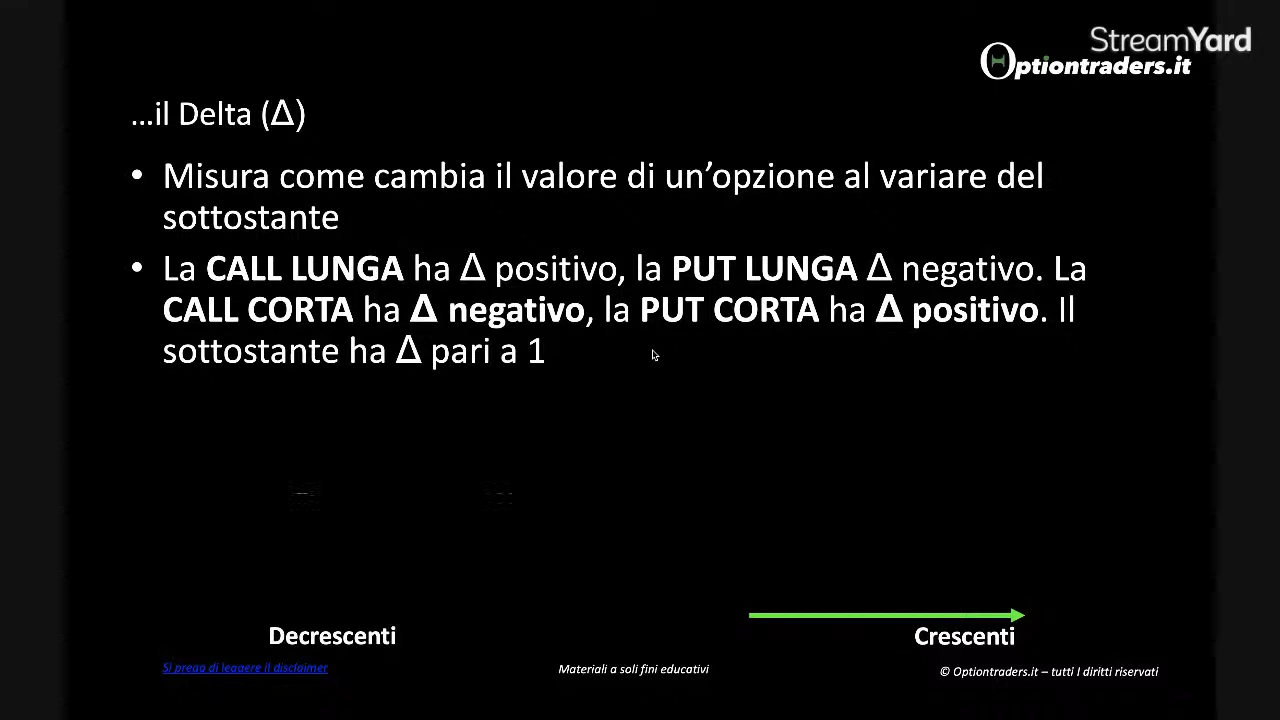 StreamYard
Optiontraders.it
...il Delta (Δ)
• Misura come cambia il valore di un’opzione al variare del
sottostante
• La CALL LUNGA ha Δ positivo, la PUT LUNGA Δ negativo. La
CALL CORTA ha Δ negativo, la PUT CORTA ha Δ positivo. Il
sottostante ha Δ pari a 1
Decrescenti
Crescenti
Si prega di leggere il disclaimer
Materiali a soli fini educativi
© Optiontraders.it – tutti I diritti riservati